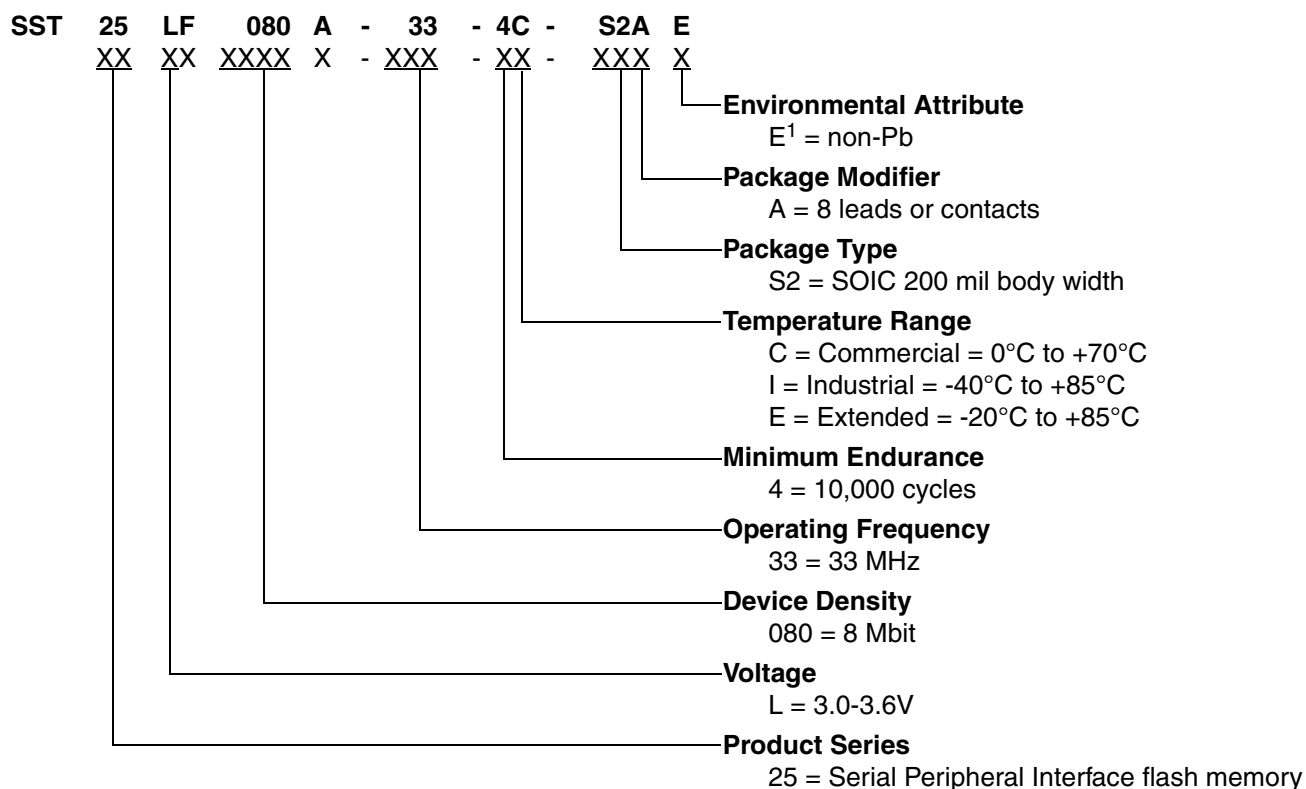 SST 25 LF 080 A - 33 - 4C - S2A E
XX XX XXXX X - XXX - XX - XXX X
Environmental Attribute
E1 = non-Pb
Package Modifier
A = 8 leads or contacts
Package Type
S2 = SOIC 200 mil body width
Temperature Range
C = Commercial = 0°C to +70°C
I = Industrial = -40°C to +85°C
E = Extended = -20°C to +85°C
Minimum Endurance
4 = 10,000 cycles
Operating Frequency
33 = 33 MHz
Device Density
080 = 8 Mbit
Voltage
L = 3.0-3.6V
Product Series
25 = Serial Peripheral Interface flash memory